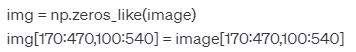 img = np.zeros_like(image)
img[170:470,100:540] = image[170:470,100:540]